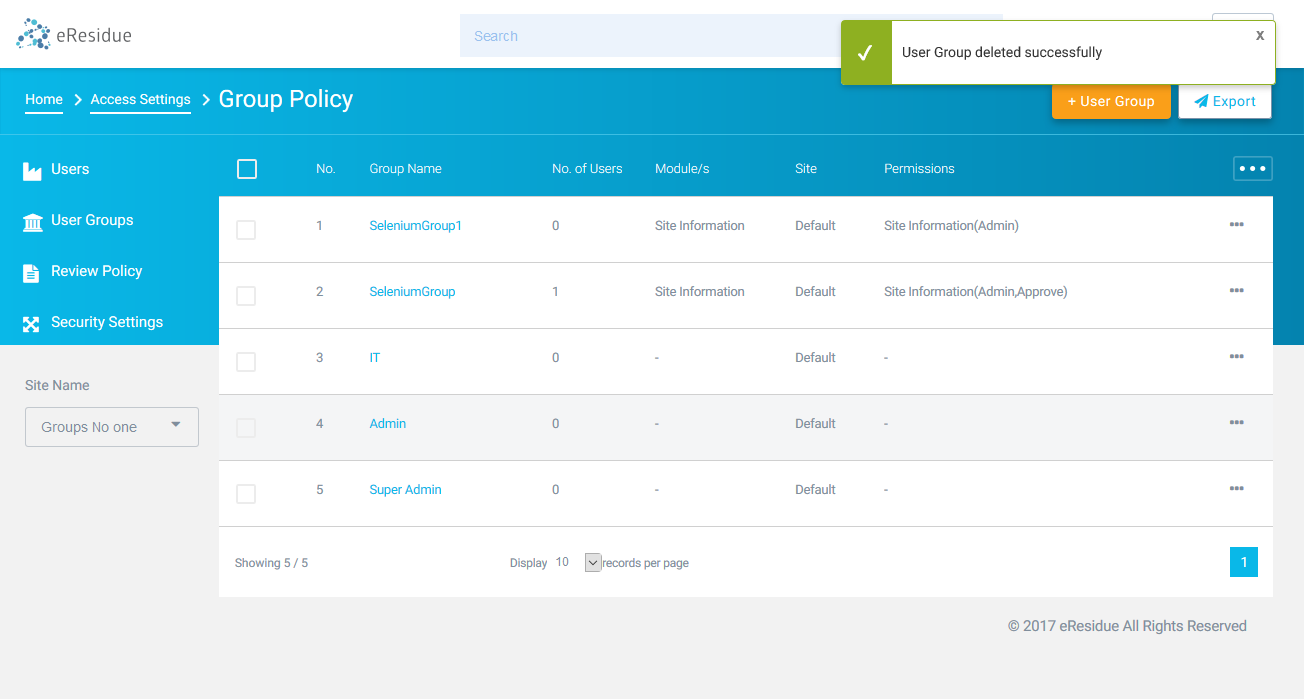 eResidue
Search
User Group deleted successfully
x
Home Access Settings Group Policy
+ User Group
Export
Users
User Groups
Review Policy
Security Settings
Site Name
Groups No one
No. Group Name No. of Users Module/s Site Permissions
1 SeleniumGroup1 0 Site Information Default Site Information(Admin)
2 SeleniumGroup 1 Site Information Default Site Information(Admin,Approve)
3 IT 0 - Default -
4 Admin 0 - Default -
5 Super Admin 0 - Default -
Showing 5 / 5 Display 10 records per page 1
© 2017 eResidue All Rights Reserved